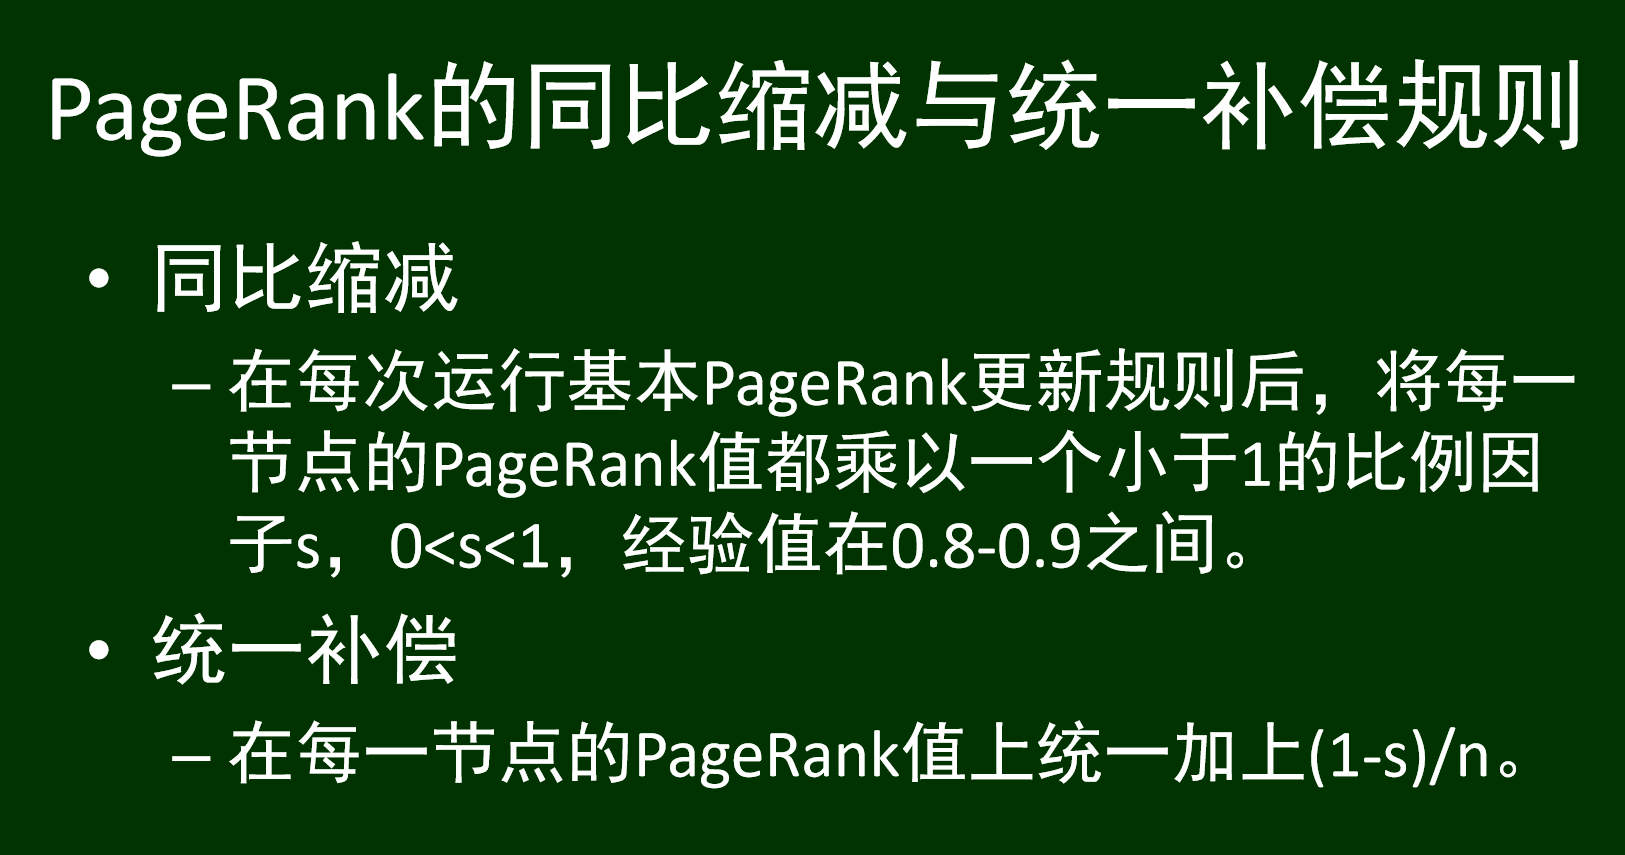 PageRank的同比缩减与统一补偿规则
• 同比缩减
– 在每次运行基本PageRank更新规则后，将每一
节点的PageRank值都乘以一个小于1的比例因
子s，0<s<1，经验值在0.8-0.9之间。
• 统一补偿
– 在每一节点的PageRank值上统一加上(1-s)/n。